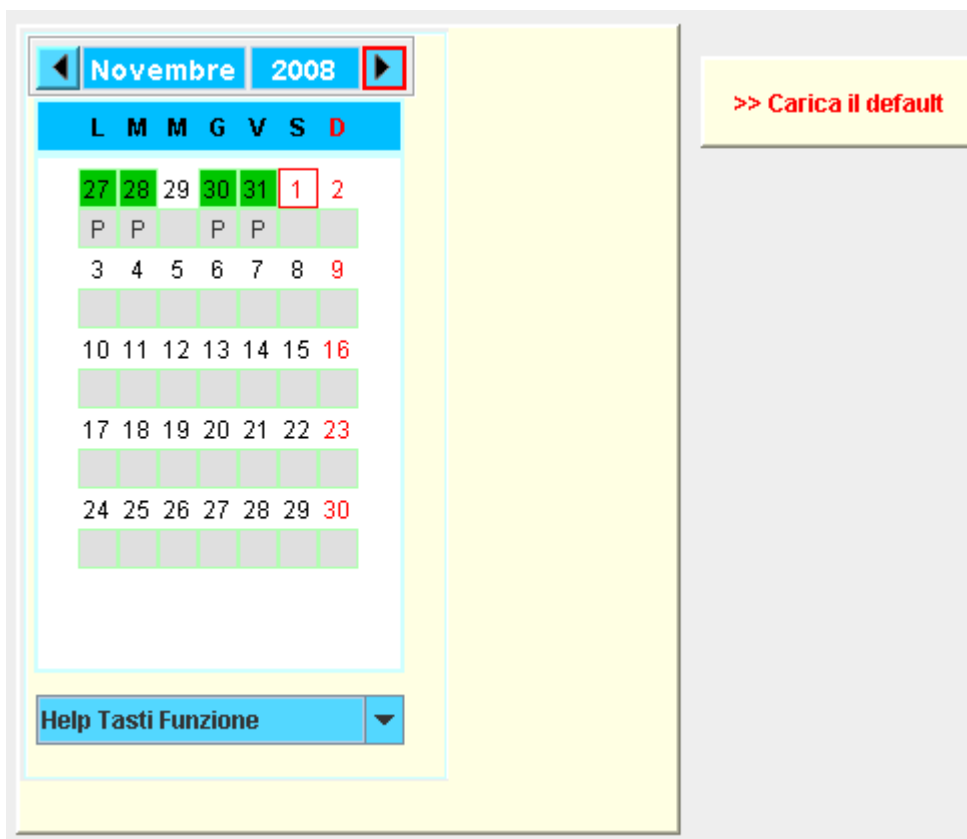 Novembre 2008
>> Carica il default
L M M G V S D
27 28 29 30 31 1 2
P P P P
3 4 5 6 7 8 9
10 11 12 13 14 15 16
17 18 19 20 21 22 23
24 25 26 27 28 29 30
Help Tasti Funzione